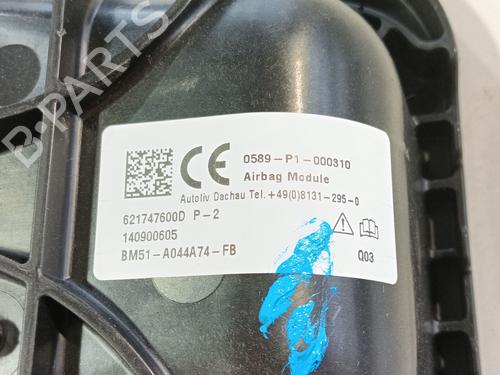 B-PARTS
CE 0589-P1-000310
Airbag Module
Autoliv Dachau Tel.+49(0)8131-295-0
621747600D P-2
140900605
BM51-A044A74-FB
Q03